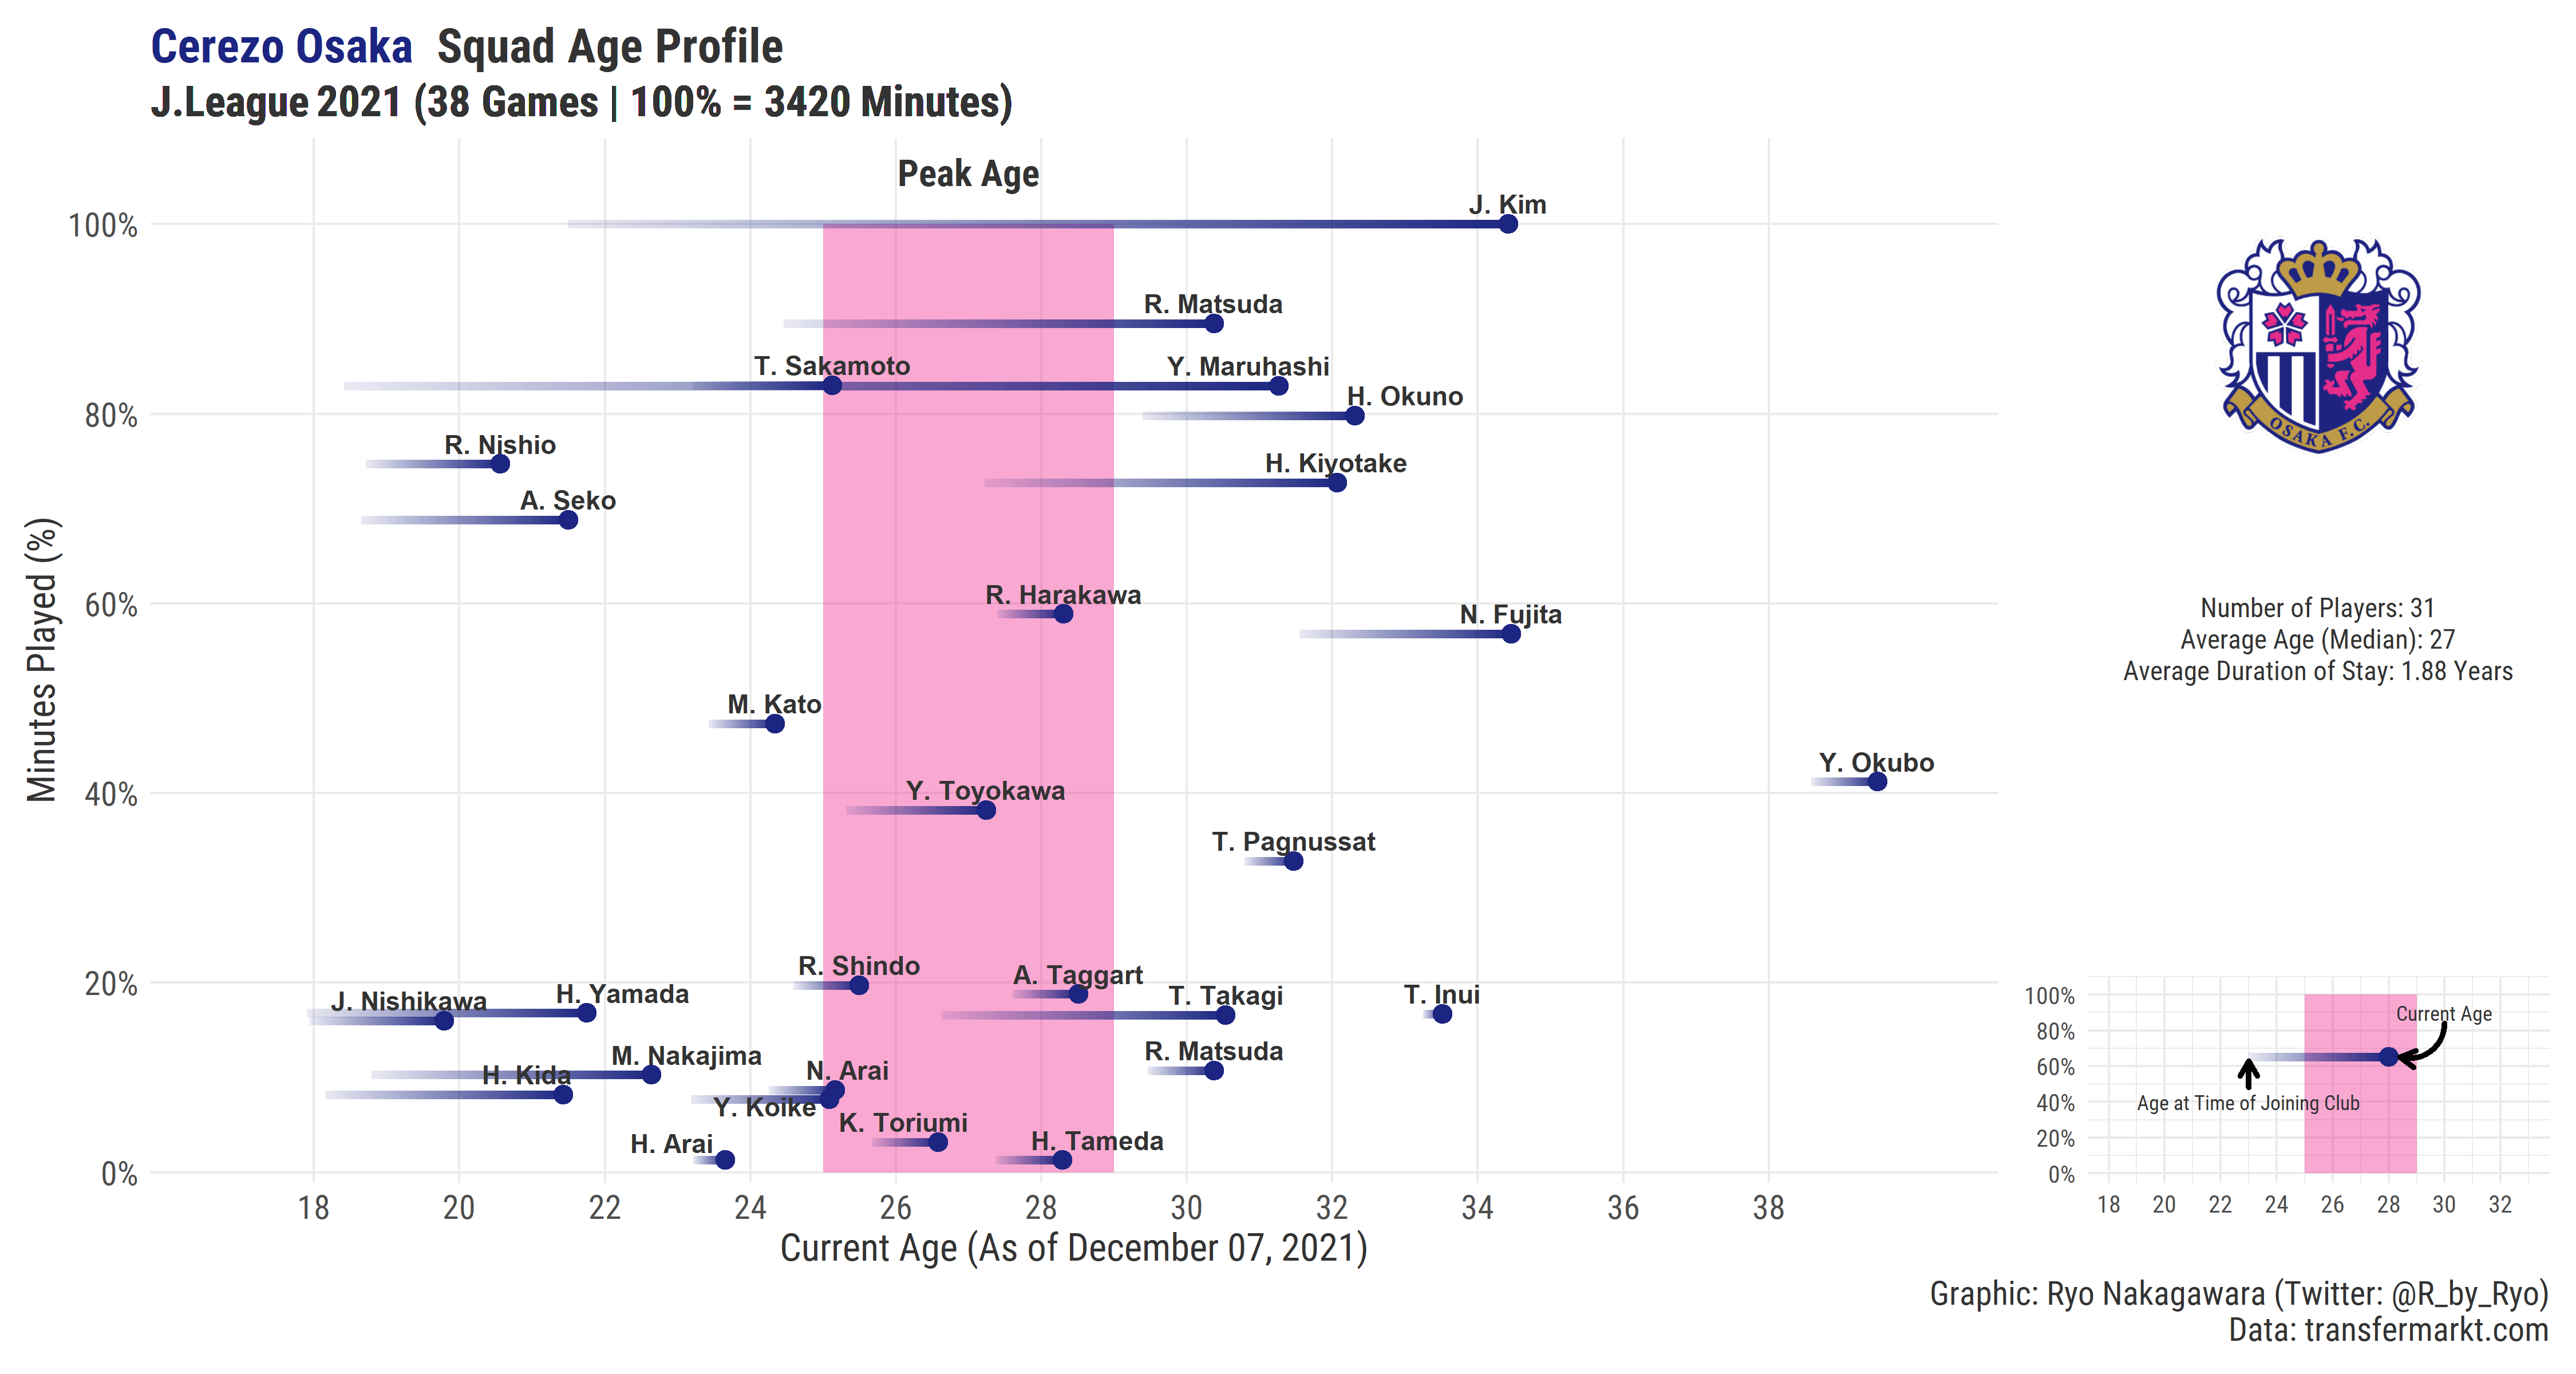 Cerezo Osaka Squad Age Profile
J.League 2021 (38 Games | 100% = 3420 Minutes)
Peak Age
J. Kim
100%
R. Matsuda
T. Sakamoto
Y. Maruhashi
H. Okuno
80%
R. Nishio
H. Kiyotake
A. Seko
R. Harakawa
60%
N. Fujita
M. Kato
Y. Okubo
Y. Toyokawa
40%
T. Pagnussat
R. Shindo
A. Taggart
20%
J. Nishikawa
H. Yamada
T. Takagi
T. Inui
M. Nakajima
R. Matsuda
H. Kida
N. Arai
Y. Koike
K. Toriumi
H. Arai
H. Tameda
0%
18 20 22 24 26 28 30 32 34 36 38
Current Age (As of December 07, 2021)
Minutes Played (%)
OSAKA F.C.
Number of Players: 31
Average Age (Median): 27
Average Duration of Stay: 1.88 Years
100%
80%
60%
40%
20%
0%
Current Age
Age at Time of Joining Club
18 20 22 24 26 28 30 32
Graphic: Ryo Nakagawara (Twitter: @R_by_Ryo)
Data: transfermarkt.com